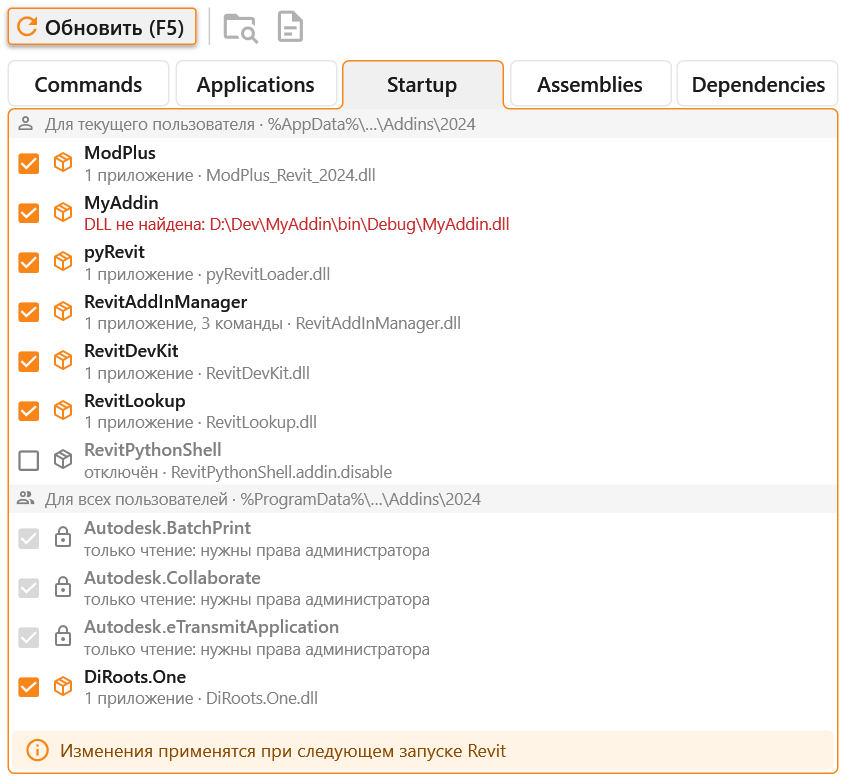 Обновить (F5)
Commands
Applications
Startup
Assemblies
Dependencies
Для текущего пользователя · %AppData%\...\Addins\2024
ModPlus
1 приложение · ModPlus_Revit_2024.dll
MyAddin
DLL не найдена: D:\Dev\MyAddin\bin\Debug\MyAddin.dll
pyRevit
1 приложение · pyRevitLoader.dll
RevitAddInManager
1 приложение, 3 команды · RevitAddInManager.dll
RevitDevKit
1 приложение · RevitDevKit.dll
RevitLookup
1 приложение · RevitLookup.dll
RevitPythonShell
отключён · RevitPythonShell.addin.disable
Для всех пользователей · %ProgramData%\...\Addins\2024
Autodesk.BatchPrint
только чтение: нужны права администратора
Autodesk.Collaborate
только чтение: нужны права администратора
Autodesk.eTransmitApplication
только чтение: нужны права администратора
DiRoots.One
1 приложение · DiRoots.One.dll
Изменения применятся при следующем запуске Revit